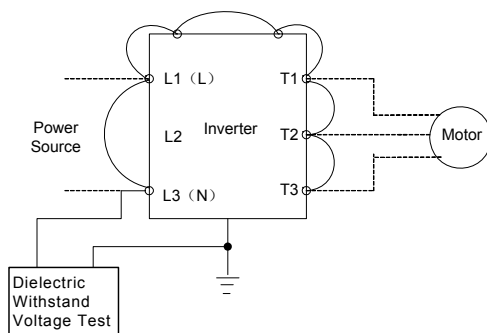 L1（L）
T1
Power
Source
L2
Inverter
T2
Motor
L3（N）
T3
Dielectric
Withstand
Voltage Test